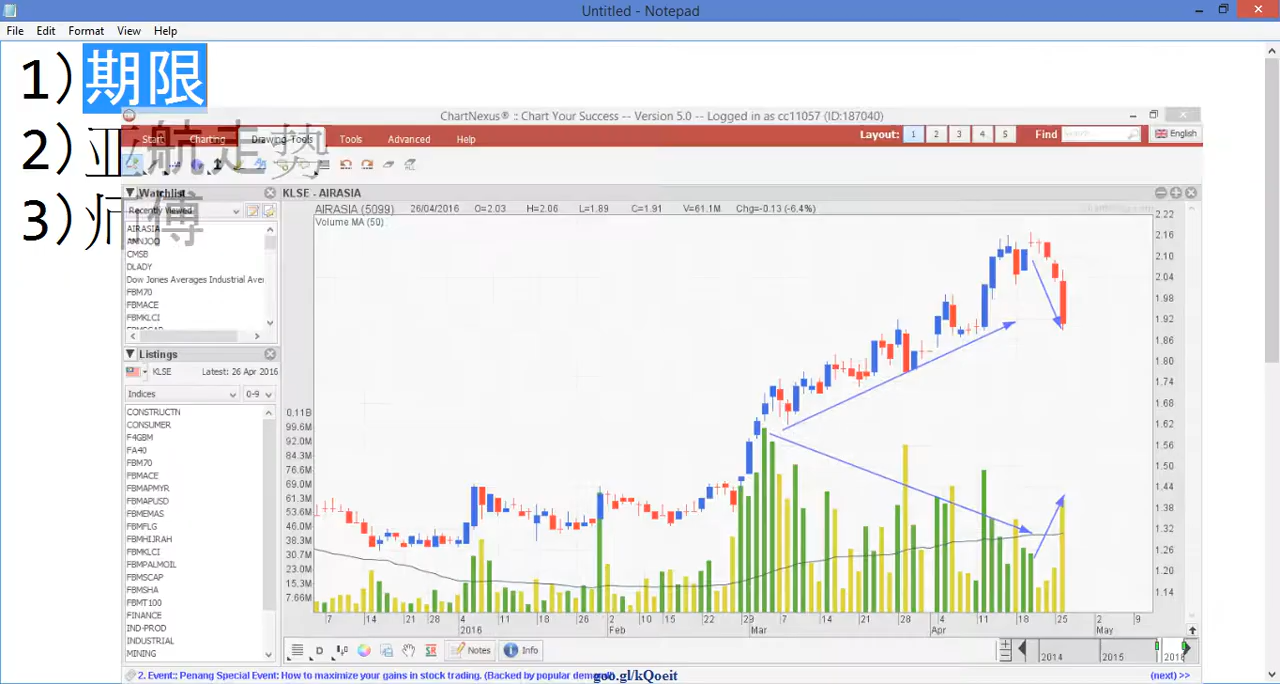 Untitled - Notepad
File Edit Format View Help
1)期限
2)亚航走势
3)师傅
ChartNexus® :: Chart Your Success -- Version 5.0 -- Logged in as cc11057 (ID:187040)
Start Charting Drawing Tools Tools Advanced Help Layout: 1 2 3 4 5 Find Search English
Watchlist
Recently Viewed
AIRASIA
ANNJOO
CMSB
DLADY
Dow Jones Averages Industrial Aver
FBM70
FBMACE
FBMKLCI
FBMSCAP
Listings
KLSE Latest: 26 Apr 2016
Indices 0-9
CONSTRUCTN
CONSUMER
F4GBM
FA40
FBM70
FBMACE
FBMAPMYR
FBMAPUSD
FBMEMAS
FBMFLG
FBMHIJRAH
FBMKLCI
FBMPALMOIL
FBMSCAP
FBMSHA
FBMT100
FINANCE
IND-PROD
INDUSTRIAL
MINING
KLSE - AIRASIA
AIRASIA (5099) 26/04/2016 O=2.03 H=2.06 L=1.89 C=1.91 V=61.1M Chg=-0.13 (-6.4%)
Volume MA (50)
2.22
2.16
2.10
2.04
1.98
1.92
1.86
1.80
1.74
1.68
1.62
1.56
1.50
1.44
1.38
1.32
1.26
1.20
1.14
0.11B
99.6M
92.0M
84.3M
76.6M
69.0M
61.3M
53.6M
46.0M
38.3M
30.7M
23.0M
15.3M
7.66M
7 14 21 28 4 11 18 26 2 10 15 22 29 7 14 21 28 4 11 18 25 2 9
2016 Feb Mar Apr May
D Notes Info
2014 2015 2016
2. Event:: Penang Special Event: How to maximize your gains in stock trading. (Backed by popular
goo.gl/kQoeit
(next) >>